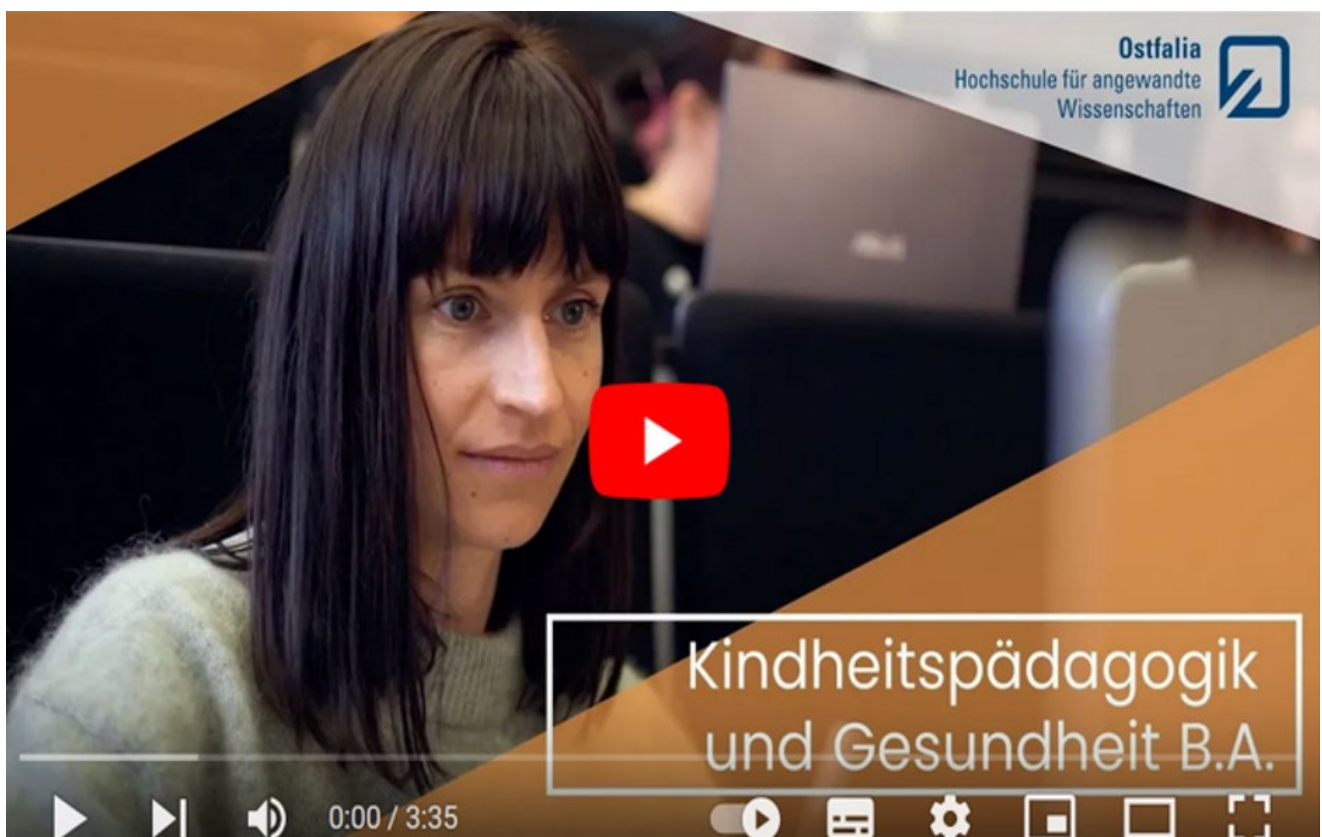 Ostfalia
Hochschule für angewandte
Wissenschaften
Kindheitspädagogik
und Gesundheit B.A.
0:00 / 3:35